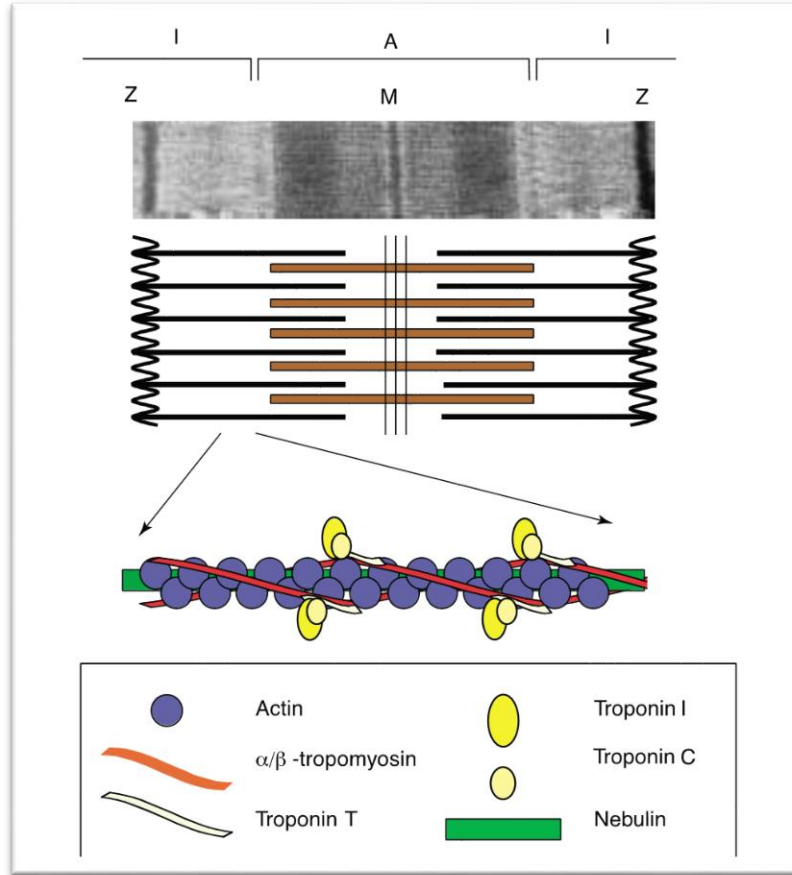 I A I
Z M Z
Actin
α/β -tropomyosin
Troponin T
Troponin I
Troponin C
Nebulin